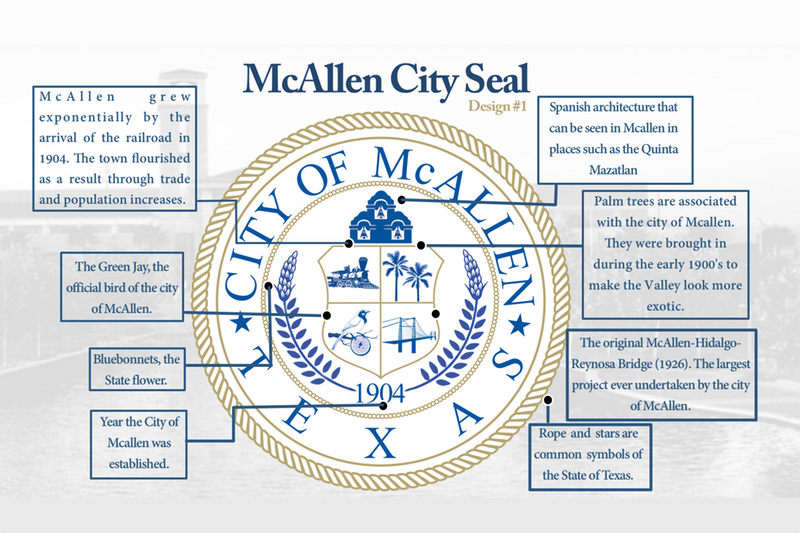 McAllen City Seal
Design #1
McAllen grew
exponentially by the
arrival of the railroad in
1904. The town flourished
as a result through trade
and population increases.
Spanish architecture that
can be seen in Mcallen in
places such as the Quinta
Mazatlan
Palm trees are associated
with the city of Mcallen.
They were brought in
during the early 1900's to
make the Valley look more
exotic.
The Green Jay, the
official bird of the city
of McAllen.
The original McAllen-Hidalgo-
Reynosa Bridge (1926). The largest
project ever undertaken by the city
of McAllen.
Bluebonnets, the
State flower.
Year the City of
Mcallen was
established.
Rope and stars are
common symbols of
the State of Texas.
CITY OF McALLEN
1904
TEXAS